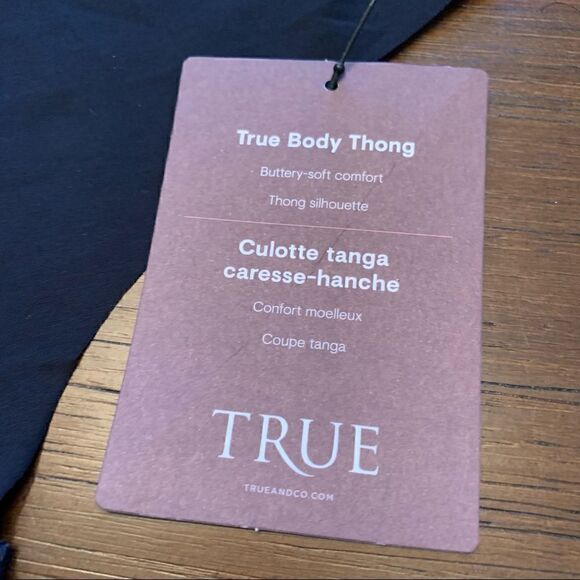 True Body Thong
Buttery-soft comfort
Thong silhouette
Culotte tanga
caresse-hanche
Confort moelleux
Coupe tanga
TRUE
TRUEANDCO.COM